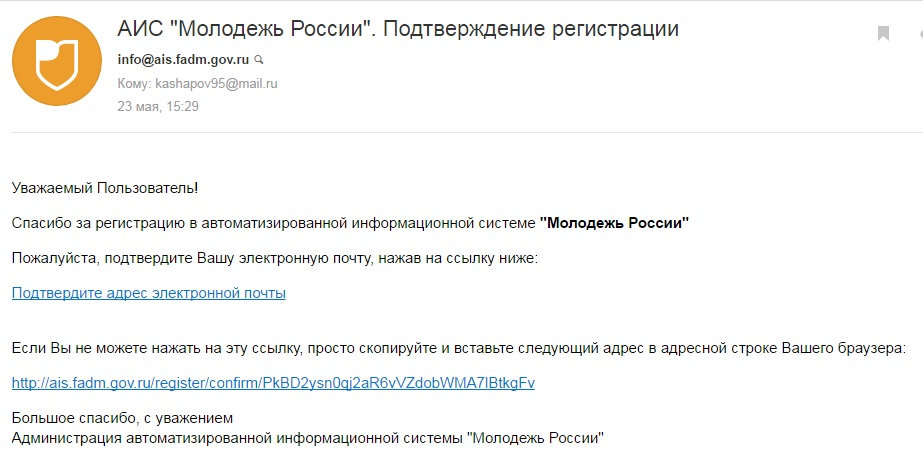 АИС "Молодежь России". Подтверждение регистрации
info@ais.fadm.gov.ru
Кому: kashapov95@mail.ru
23 мая, 15:29
Уважаемый Пользователь!
Спасибо за регистрацию в автоматизированной информационной системе "Молодежь России"
Пожалуйста, подтвердите Вашу электронную почту, нажав на ссылку ниже:
Подтвердите адрес электронной почты
Если Вы не можете нажать на эту ссылку, просто скопируйте и вставьте следующий адрес в адресной строке Вашего браузера:
http://ais.fadm.gov.ru/register/confirm/PkBD2ysn0qj2aR6vVZdobWMA7lBtkgFv
Большое спасибо, с уважением
Администрация автоматизированной информационной системы "Молодежь России"